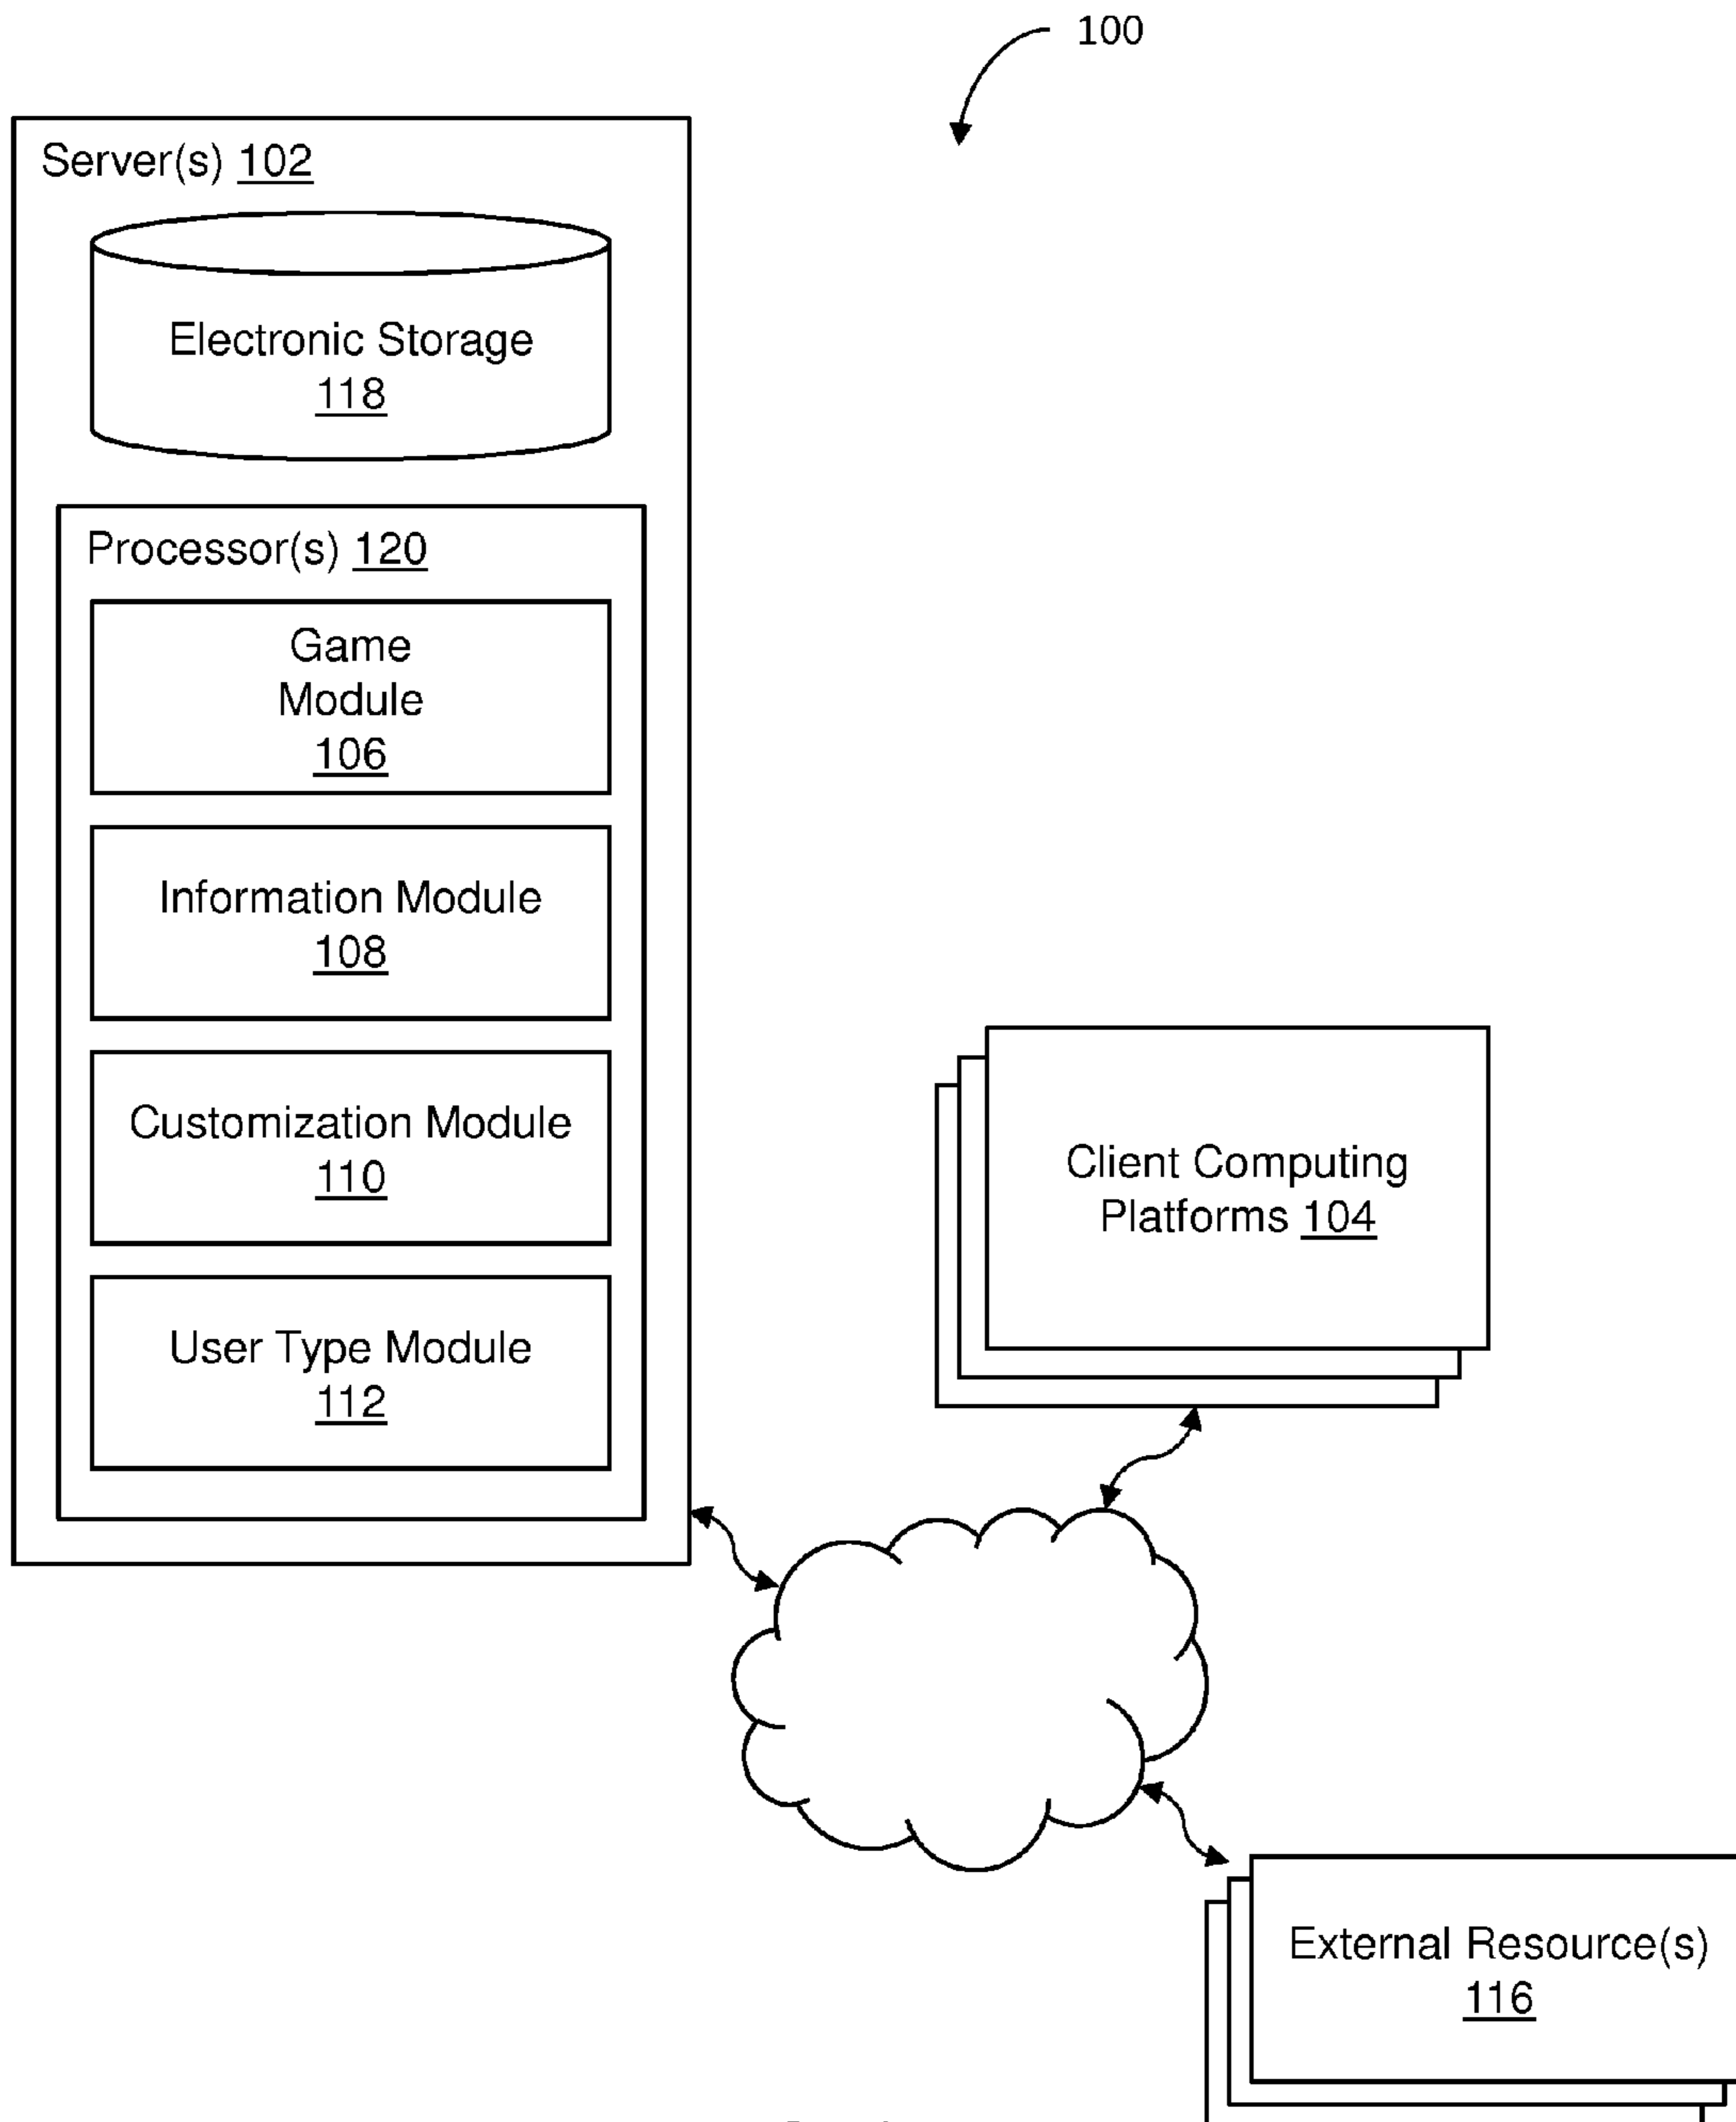 100
Server(s) 102
Electronic Storage
118
Processor(s) 120
Game
Module
106
Information Module
108
Customization Module
110
User Type Module
112
Client Computing
Platforms 104
External Resource(s)
116